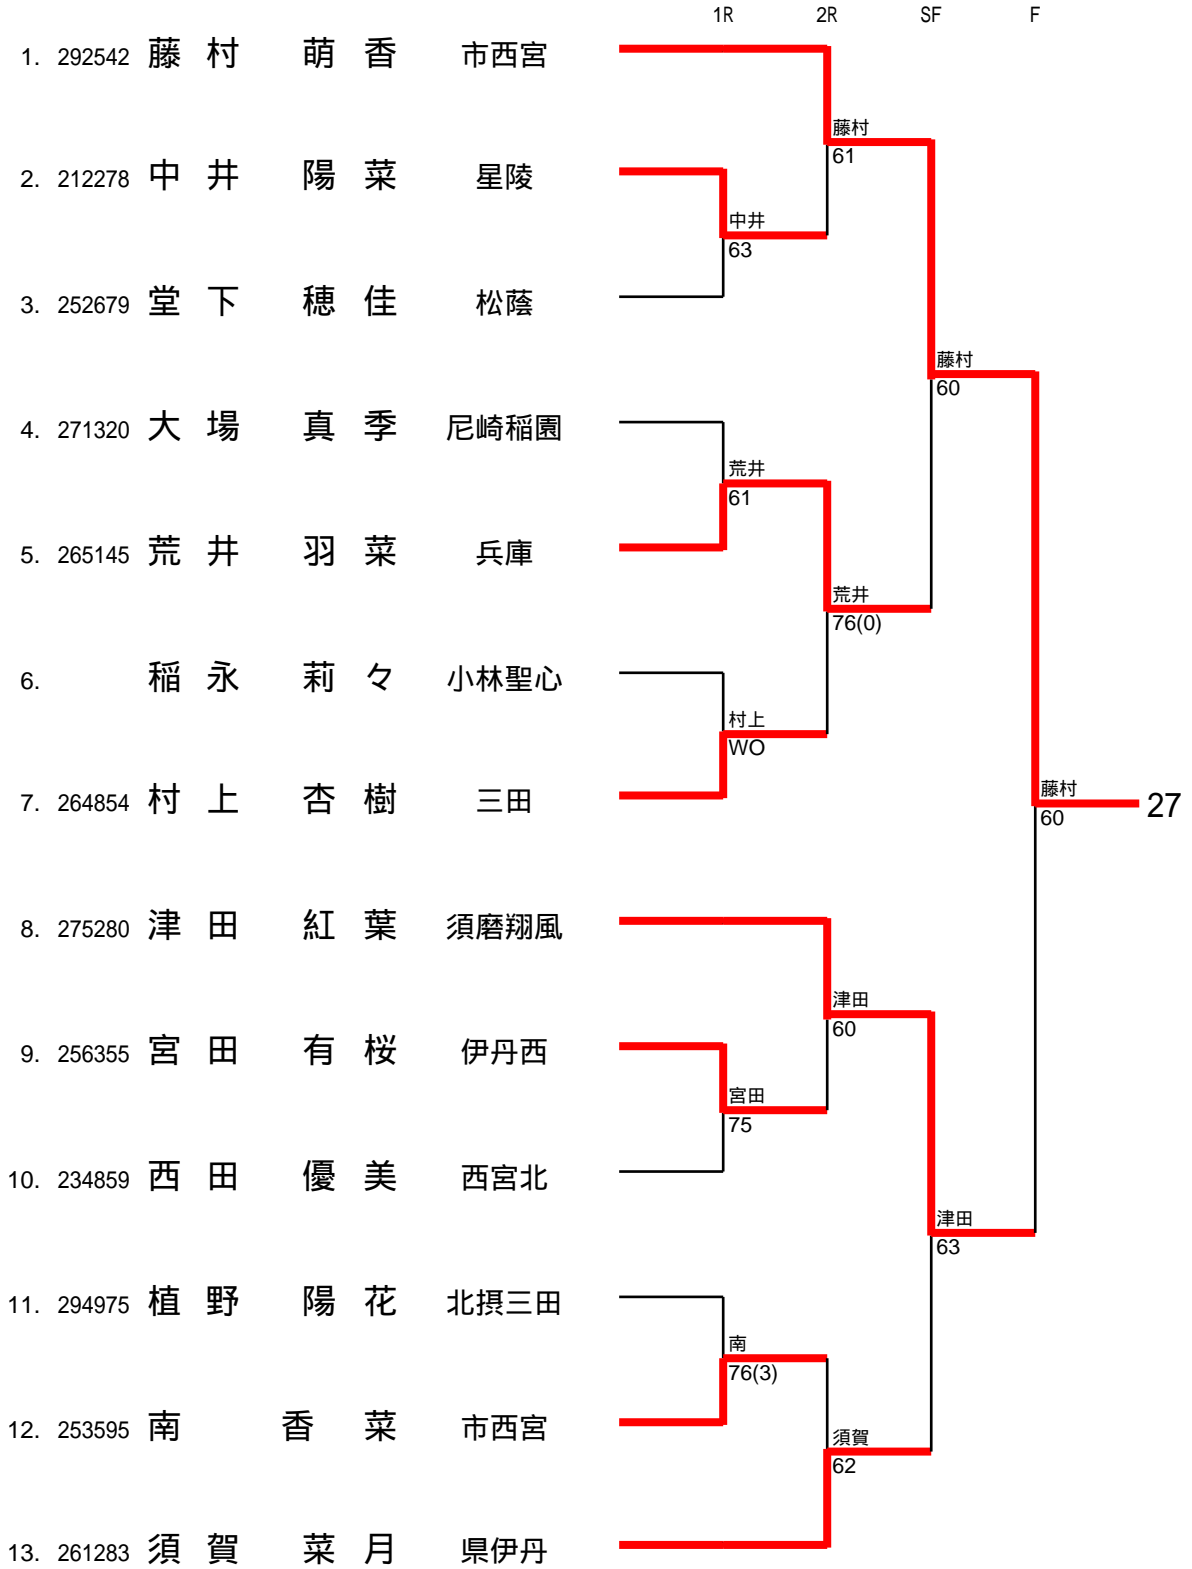 1R 2R SF F
1. 292542 藤村 萌香 市西宮
藤村
61
2. 212278 中井 陽菜 星陵
中井
63
3. 252679 堂下 穂佳 松蔭
藤村
60
4. 271320 大場 真季 尼崎稲園
荒井
61
5. 265145 荒井 羽菜 兵庫
荒井
76(0)
6. 稲永 莉々 小林聖心
村上
WO
7. 264854 村上 杏樹 三田
藤村
60
27
8. 275280 津田 紅葉 須磨翔風
津田
60
9. 256355 宮田 有桜 伊丹西
宮田
75
10. 234859 西田 優美 西宮北
津田
63
11. 294975 植野 陽花 北摂三田
南
76(3)
12. 253595 南 香菜 市西宮
須賀
62
13. 261283 須賀 菜月 県伊丹